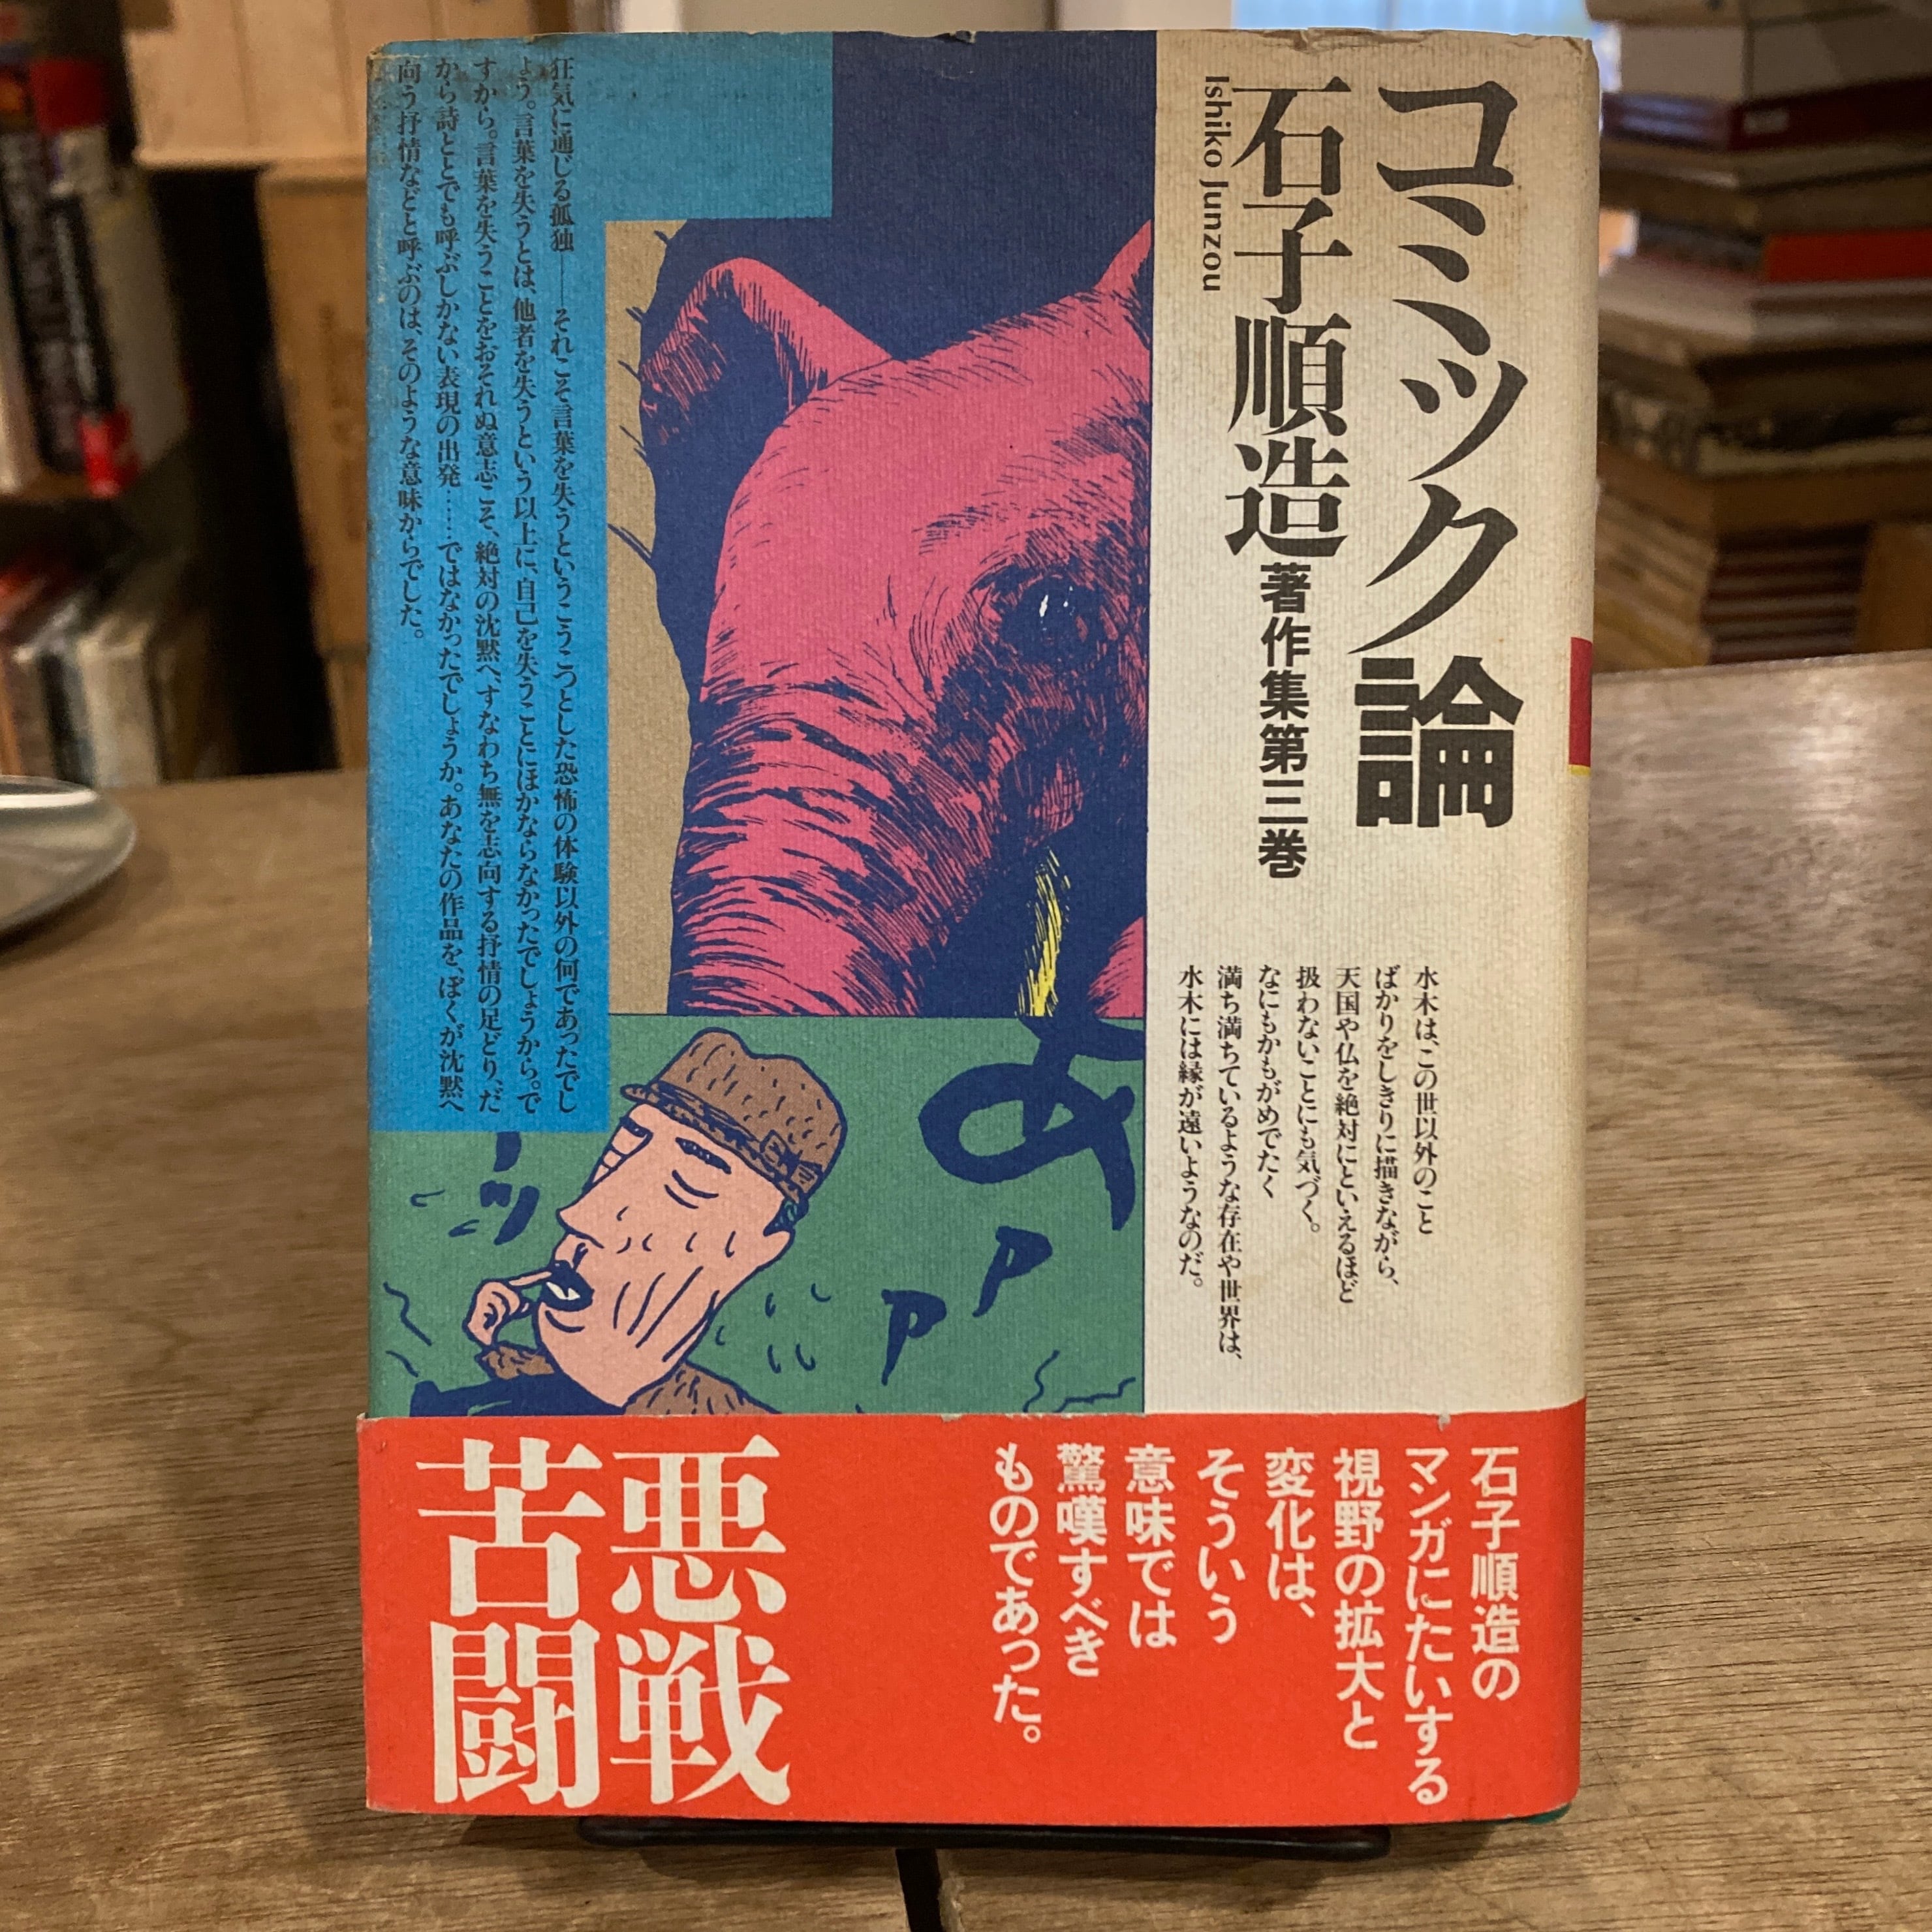 コミック論
石子順造
Ishiko Junzou
著作集第三巻
水木は、この世以外のこと
ばかりをしきりに描きながら、
天国や仏を絶対にといえるほど
扱わないことにも気づく。
なにもかもがめでたく
満ち満ちているような存在や世界は、
水木には縁が遠いようなのだ。
狂気に通じる孤独――それこそ言葉を失うというこうこつとした恐怖の体験以外の何であったでし
ょう。言葉を失うとは、他者を失うという以上に、自己を失うことにほかならなかったでしょうから。で
すから。言葉を失うことをおそれぬ意志こそ、絶対の沈黙へ、すなわち無を志向する抒情の足どり、だ
から詩とでも呼ぶしかない表現の出発……ではなかったでしょうか。あなたの作品を、ぼくが沈黙へ
向う抒情などと呼ぶのは、そのような意味からでした。
あ
ッ
P
P
石子順造の
マンガにたいする
視野の拡大と
変化は、
そういう
意味では
驚嘆すべき
ものであった。
悪戦
苦闘